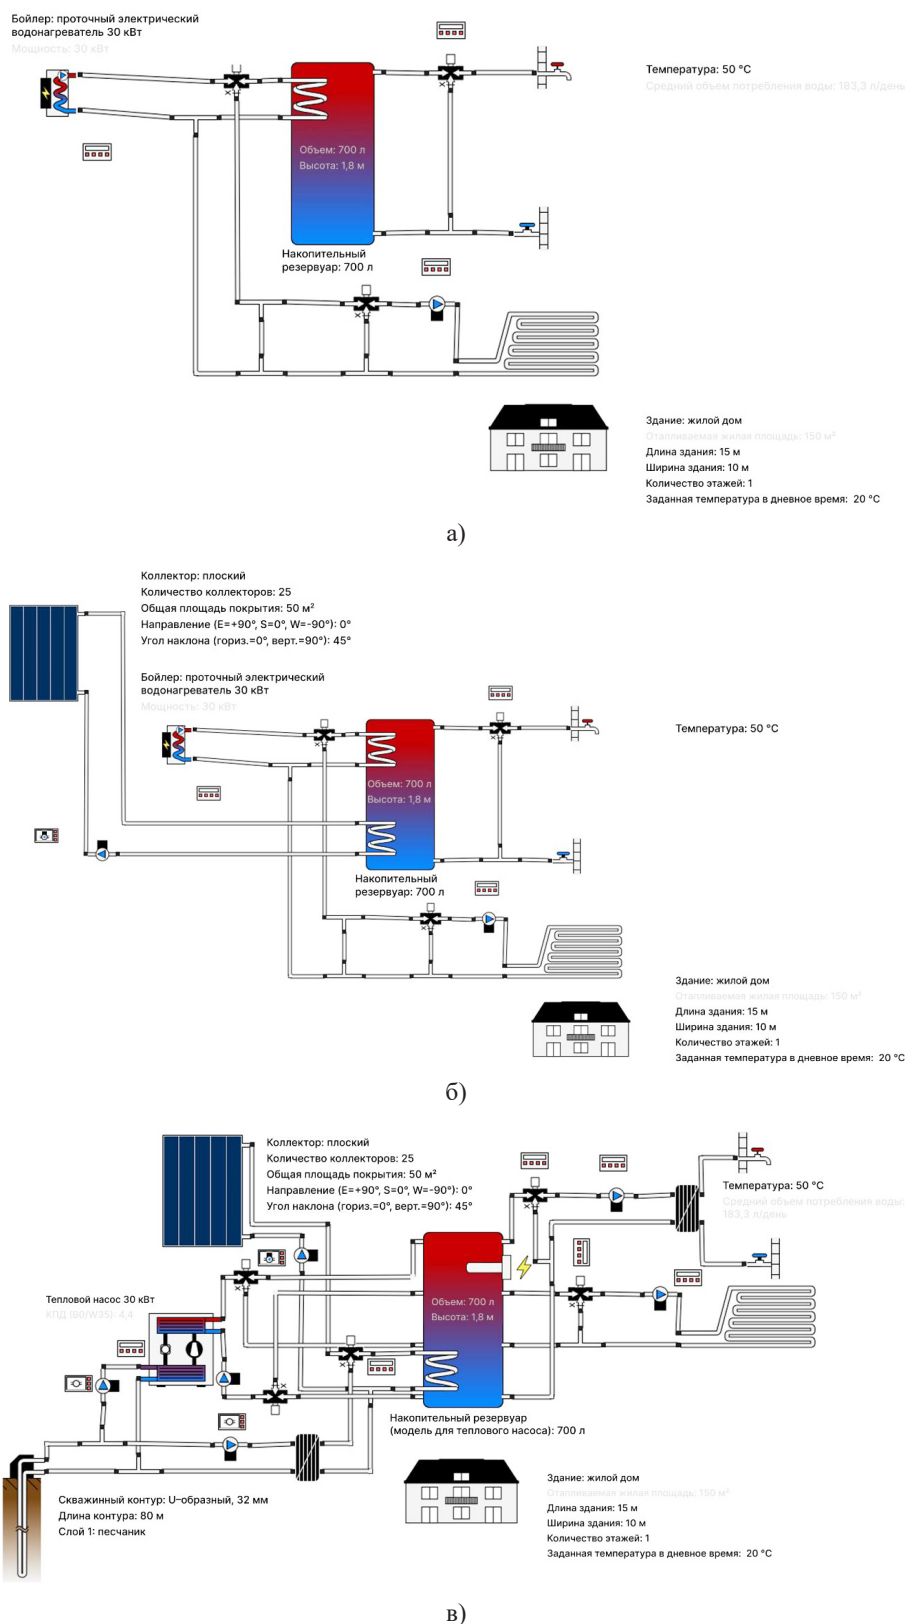 Бойлер: проточный электрический
водонагреватель 30 кВт
Мощность: 30 кВт
Температура: 50 °C
Средний объем потребления воды: 183,3 л/день
Объем: 700 л
Высота: 1,8 м
Накопительный
резервуар: 700 л
Здание: жилой дом
Отапливаемая жилая площадь: 150 м²
Длина здания: 15 м
Ширина здания: 10 м
Количество этажей: 1
Заданная температура в дневное время: 20 °C
а)
Коллектор: плоский
Количество коллекторов: 25
Общая площадь покрытия: 50 м²
Направление (E=+90°, S=0°, W=-90°): 0°
Угол наклона (гориз.=0°, верт.=90°): 45°
Бойлер: проточный электрический
водонагреватель 30 кВт
Мощность: 30 кВт
Температура: 50 °C
Объем: 700 л
Высота: 1,8 м
Накопительный
резервуар: 700 л
Здание: жилой дом
Отапливаемая жилая площадь: 150 м²
Длина здания: 15 м
Ширина здания: 10 м
Количество этажей: 1
Заданная температура в дневное время: 20 °C
б)
Коллектор: плоский
Количество коллекторов: 25
Общая площадь покрытия: 50 м²
Направление (E=+90°, S=0°, W=-90°): 0°
Угол наклона (гориз.=0°, верт.=90°): 45°
Температура: 50 °C
Средний объем потребления воды:
183,3 л/день
Тепловой насос 30 кВт
КПД (B0/W35): 4,4
Объем: 700 л
Высота: 1,8 м
Накопительный резервуар
(модель для теплового насоса): 700 л
Скважинный контур: U–образный, 32 мм
Длина контура: 80 м
Слой 1: песчаник
Здание: жилой дом
Отапливаемая жилая площадь: 150 м²
Длина здания: 15 м
Ширина здания: 10 м
Количество этажей: 1
Заданная температура в дневное время: 20 °C
в)